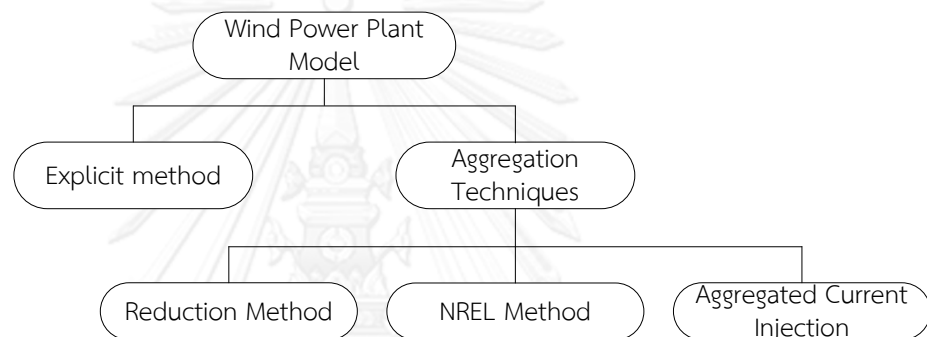 Wind Power Plant
Model
Explicit method
Aggregation
Techniques
Reduction Method
NREL Method
Aggregated Current
Injection